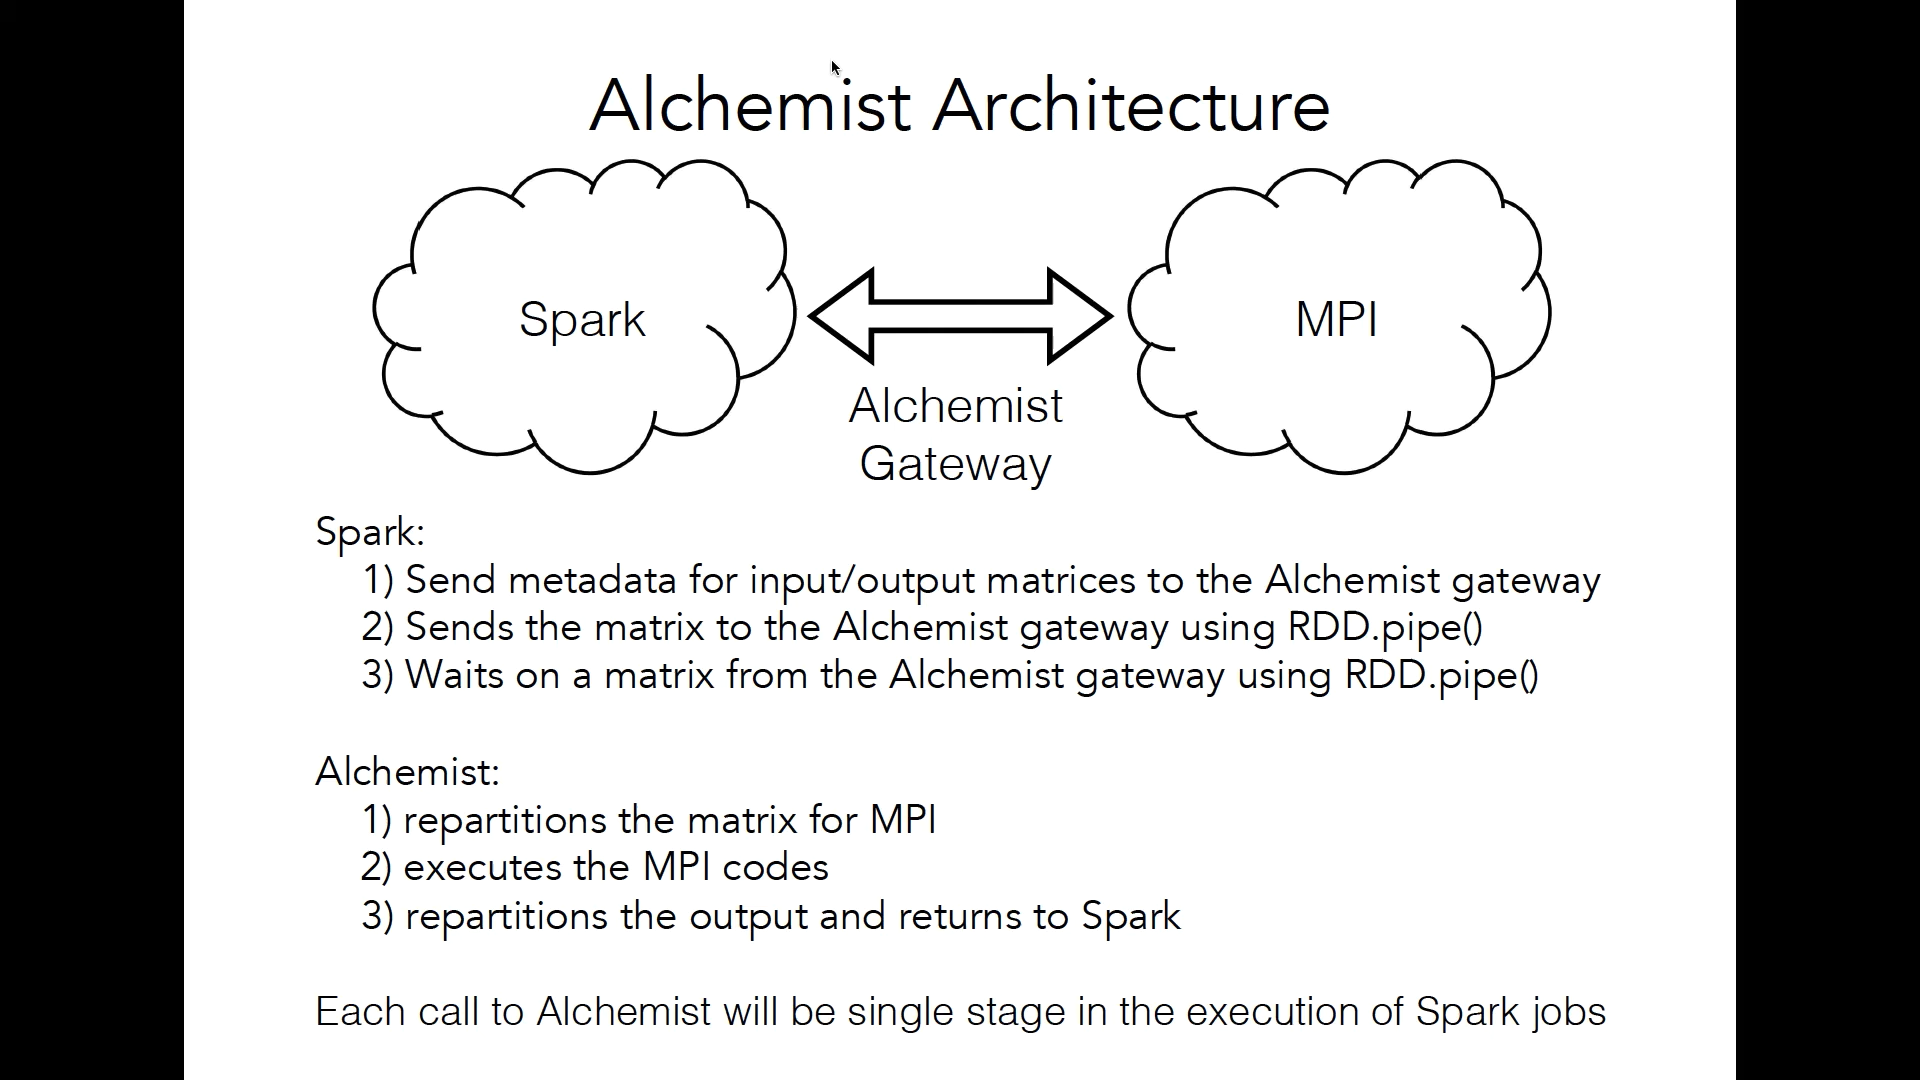 Alchemist Architecture
Spark
MPI
Alchemist
Gateway
Spark:
1) Send metadata for input/output matrices to the Alchemist gateway
2) Sends the matrix to the Alchemist gateway using RDD.pipe()
3) Waits on a matrix from the Alchemist gateway using RDD.pipe()
Alchemist:
1) repartitions the matrix for MPI
2) executes the MPI codes
3) repartitions the output and returns to Spark
Each call to Alchemist will be single stage in the execution of Spark jobs